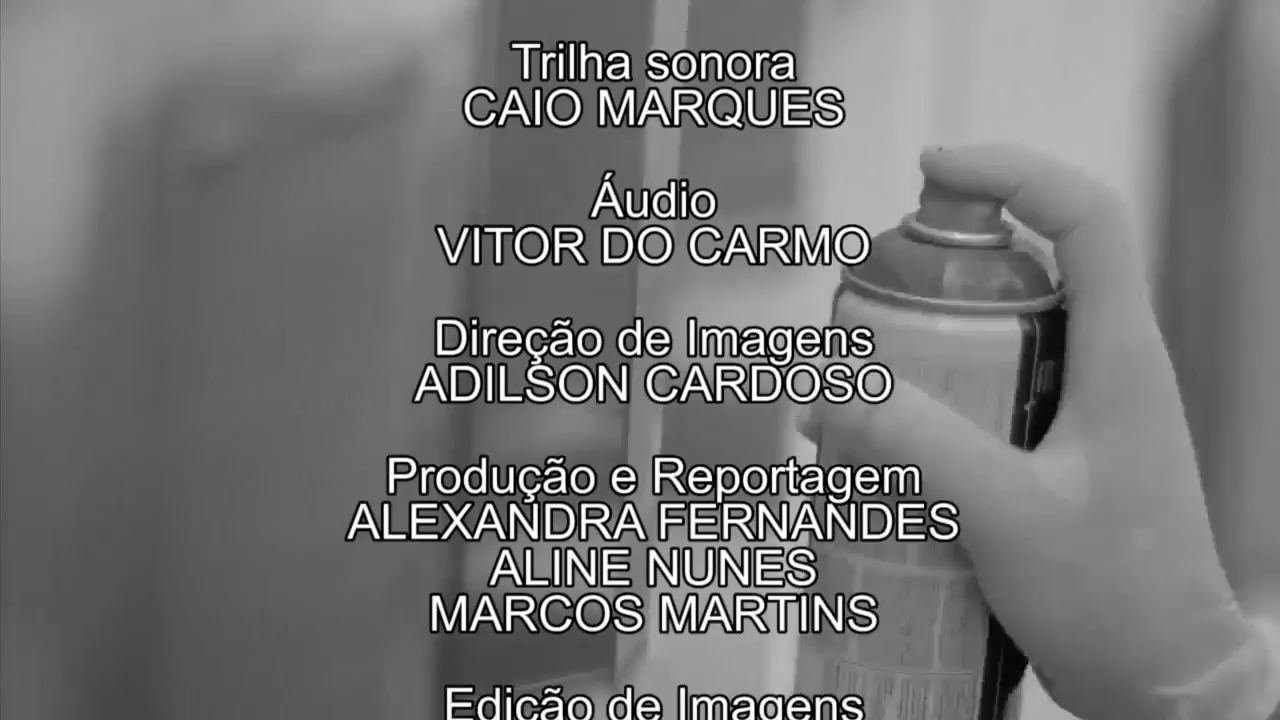 Trilha sonora
CAIO MARQUES
Áudio
VITOR DO CARMO
Direção de Imagens
ADILSON CARDOSO
Produção e Reportagem
ALEXANDRA FERNANDES
ALINE NUNES
MARCOS MARTINS
Edição de Imagens